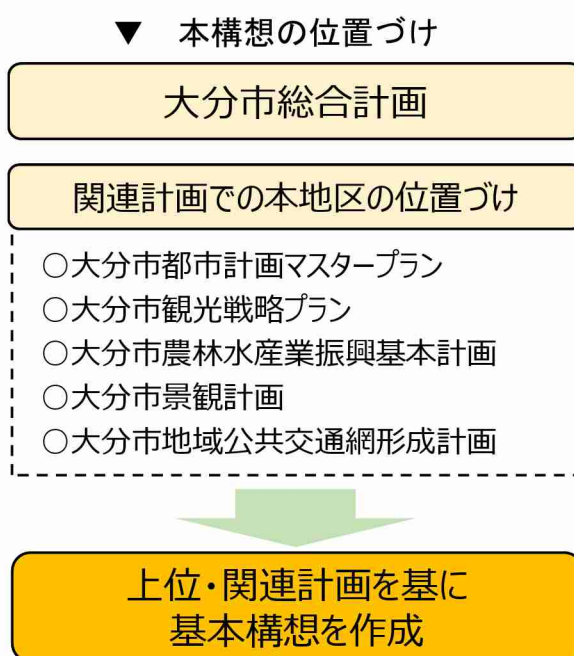 ▼ 本構想の位置づけ
大分市総合計画
関連計画での本地区の位置づけ
○大分市都市計画マスタープラン
○大分市観光戦略プラン
○大分市農林水産業振興基本計画
○大分市景観計画
○大分市地域公共交通網形成計画
上位・関連計画を基に
基本構想を作成